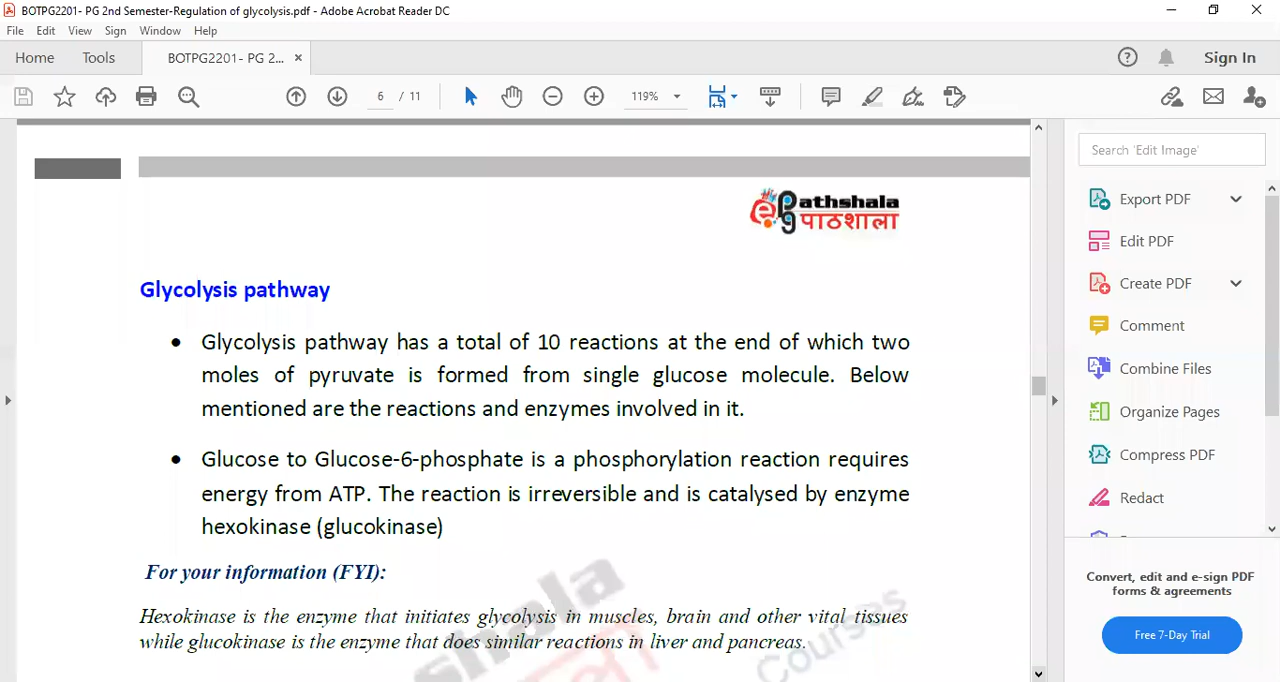 BOTPG2201- PG 2nd Semester-Regulation of glycolysis.pdf - Adobe Acrobat Reader DC
File Edit View Sign Window Help
Home Tools BOTPG2201- PG 2... × Sign In
6 / 11 119%
Search 'Edit Image'
Export PDF
Edit PDF
Create PDF
Comment
Combine Files
Organize Pages
Compress PDF
Redact
Convert, edit and e-sign PDF
forms & agreements
Free 7-Day Trial
My
e
Pg
athshala
पाठशाला
Glycolysis pathway
• Glycolysis pathway has a total of 10 reactions at the end of which two
moles of pyruvate is formed from single glucose molecule. Below
mentioned are the reactions and enzymes involved in it.
• Glucose to Glucose-6-phosphate is a phosphorylation reaction requires
energy from ATP. The reaction is irreversible and is catalysed by enzyme
hexokinase (glucokinase)
For your information (FYI):
Hexokinase is the enzyme that initiates glycolysis in muscles, brain and other vital tissues
while glucokinase is the enzyme that does similar reactions in liver and pancreas.
shala
Courses